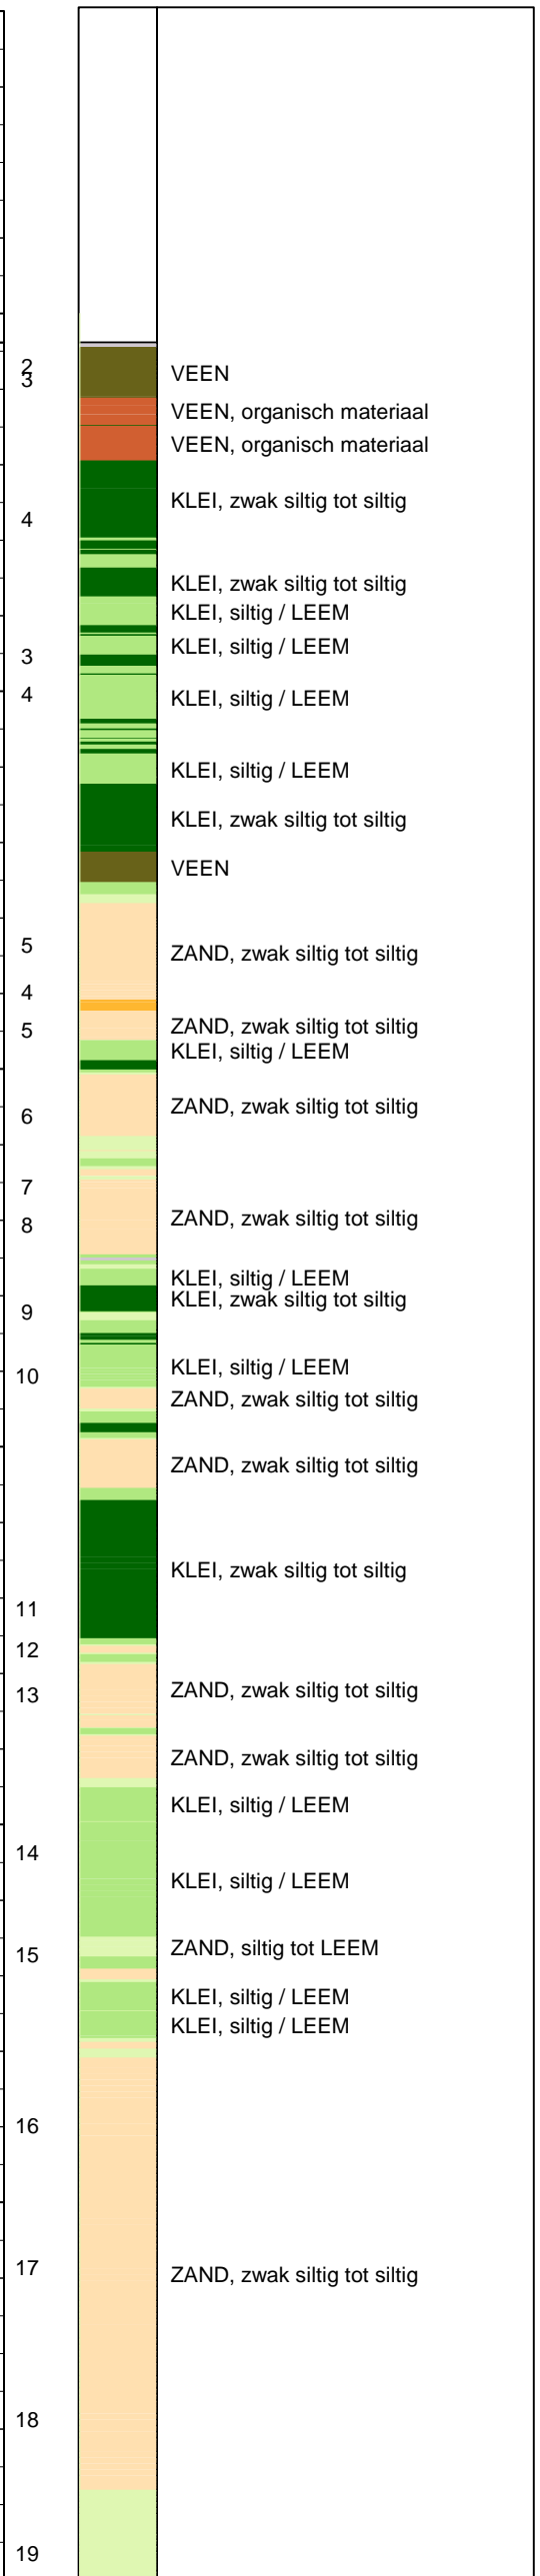 2
3
VEEN
VEEN, organisch materiaal
VEEN, organisch materiaal
KLEI, zwak siltig tot siltig
4
KLEI, zwak siltig tot siltig
KLEI, siltig / LEEM
KLEI, siltig / LEEM
3
4
KLEI, siltig / LEEM
KLEI, siltig / LEEM
KLEI, zwak siltig tot siltig
VEEN
5
ZAND, zwak siltig tot siltig
4
5
ZAND, zwak siltig tot siltig
KLEI, siltig / LEEM
6
ZAND, zwak siltig tot siltig
7
8
ZAND, zwak siltig tot siltig
KLEI, siltig / LEEM
KLEI, zwak siltig tot siltig
9
KLEI, siltig / LEEM
10
ZAND, zwak siltig tot siltig
ZAND, zwak siltig tot siltig
KLEI, zwak siltig tot siltig
11
12
13
ZAND, zwak siltig tot siltig
ZAND, zwak siltig tot siltig
KLEI, siltig / LEEM
14
KLEI, siltig / LEEM
ZAND, siltig tot LEEM
15
KLEI, siltig / LEEM
KLEI, siltig / LEEM
16
17
ZAND, zwak siltig tot siltig
18
19